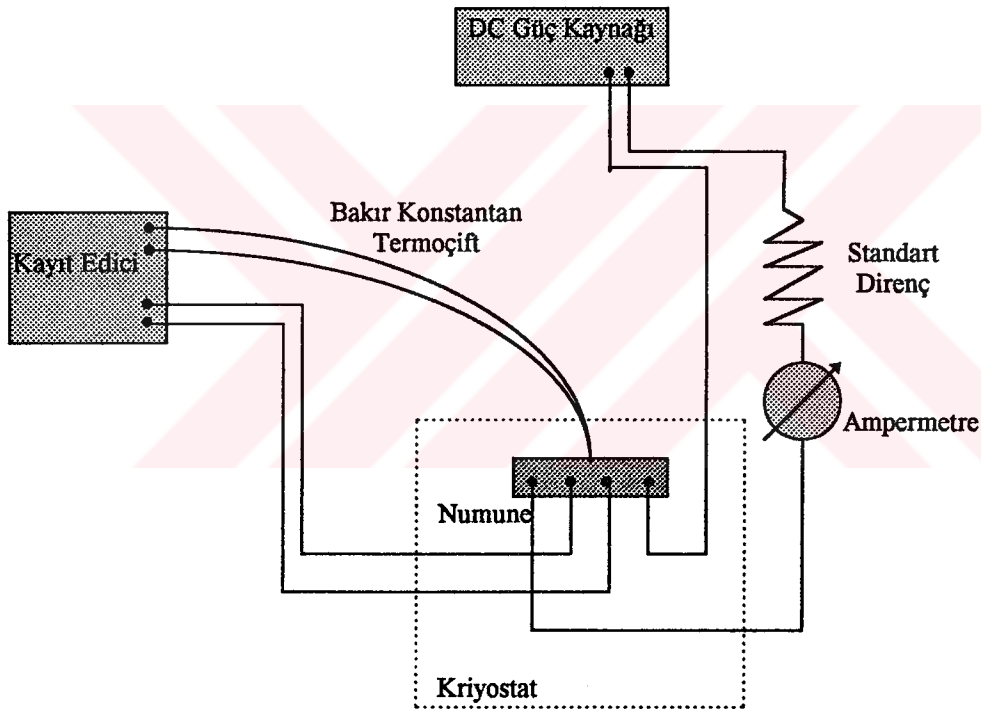 DC Güç Kaynağı
Bakır Konstantan
Termoçift
Kayıt Edici
Standart
Direnç
Ampermetre
Numune
Kriyostat